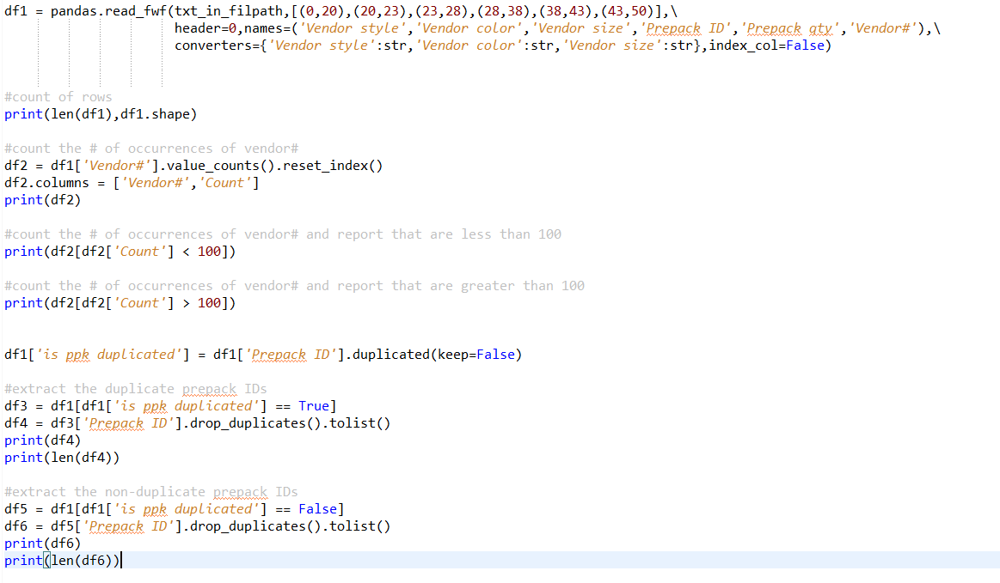 df1 = pandas.read_fwf(txt_in_filpath,[(0,20),(20,23),(23,28),(28,38),(38,43),(43,50)],\
header=0,names=('Vendor style','Vendor color','Vendor size','Prepack ID','Prepack qty','Vendor#'),\
converters={'Vendor style':str,'Vendor color':str,'Vendor size':str},index_col=False)
#count of rows
print(len(df1),df1.shape)
#count the # of occurrences of vendor#
df2 = df1['Vendor#'].value_counts().reset_index()
df2.columns = ['Vendor#','Count']
print(df2)
#count the # of occurrences of vendor# and report that are less than 100
print(df2[df2['Count'] < 100])
#count the # of occurrences of vendor# and report that are greater than 100
print(df2[df2['Count'] > 100])
df1['is ppk duplicated'] = df1['Prepack ID'].duplicated(keep=False)
#extract the duplicate prepack IDs
df3 = df1[df1['is ppk duplicated'] == True]
df4 = df3['Prepack ID'].drop_duplicates().tolist()
print(df4)
print(len(df4))
#extract the non-duplicate prepack IDs
df5 = df1[df1['is ppk duplicated'] == False]
df6 = df5['Prepack ID'].drop_duplicates().tolist()
print(df6)
print(len(df6))